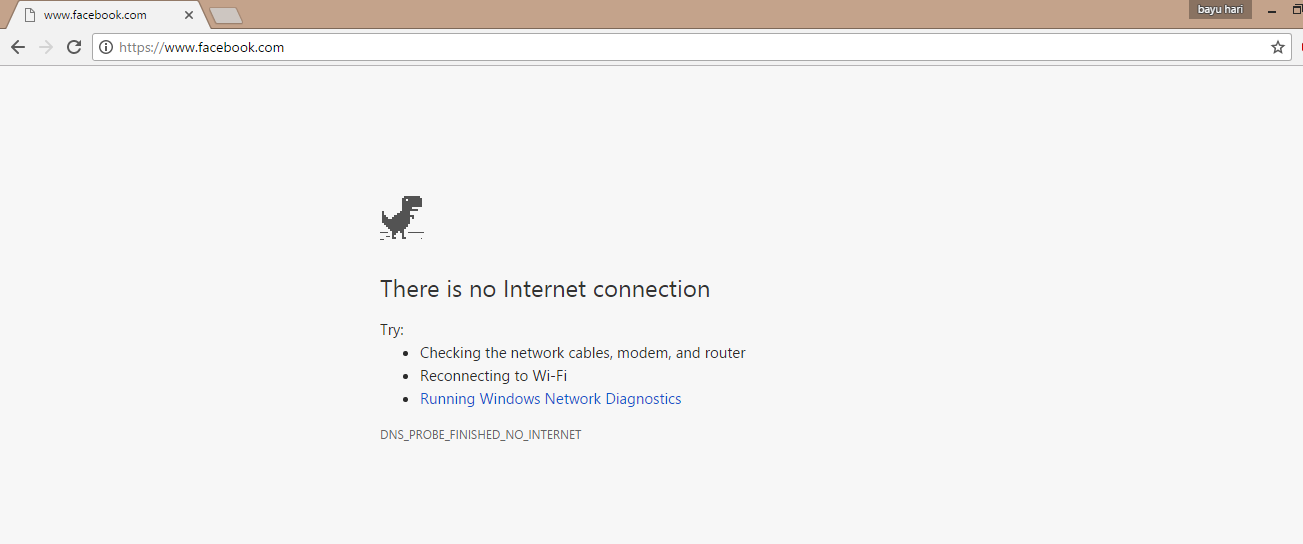 www.facebook.com
bayu hari
https://www.facebook.com
There is no Internet connection
Try:
Checking the network cables, modem, and router
Reconnecting to Wi-Fi
Running Windows Network Diagnostics
DNS_PROBE_FINISHED_NO_INTERNET